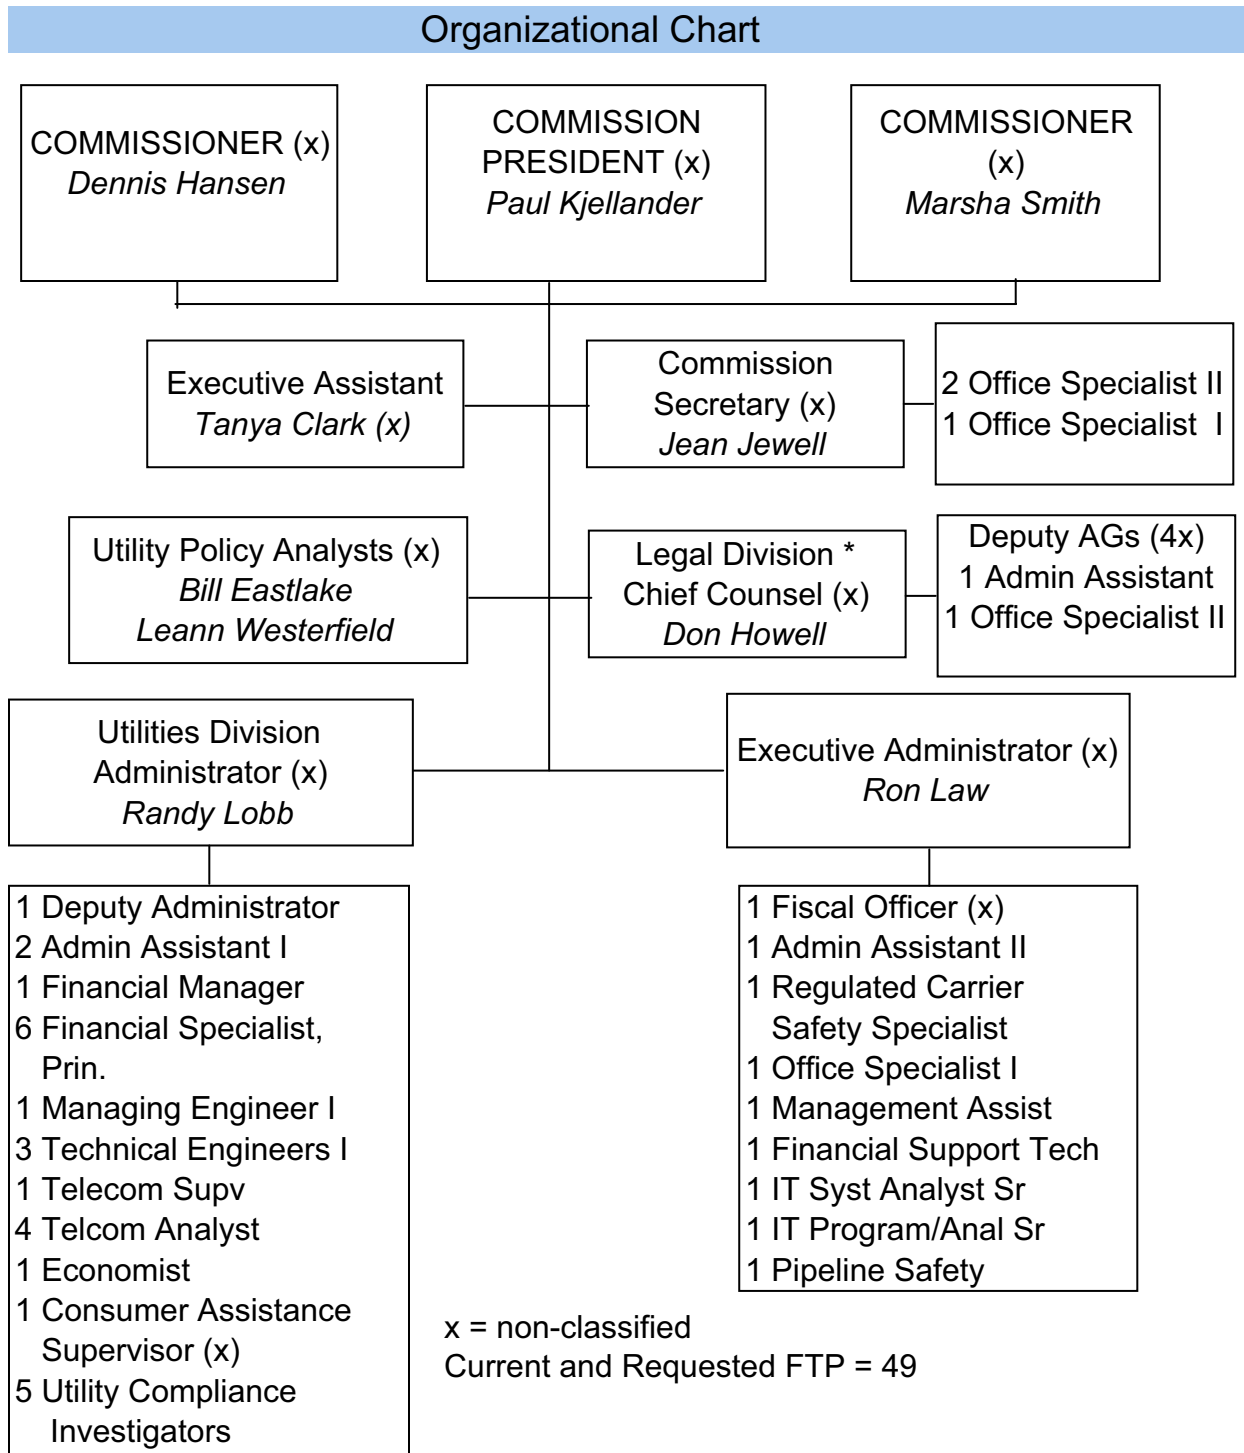 Organizational Chart
COMMISSIONER (x)
Dennis Hansen
COMMISSION
PRESIDENT (x)
Paul Kjellander
COMMISSIONER
(x)
Marsha Smith
Executive Assistant
Tanya Clark (x)
Commission
Secretary (x)
Jean Jewell
2 Office Specialist II
1 Office Specialist I
Utility Policy Analysts (x)
Bill Eastlake
Leann Westerfield
Legal Division *
Chief Counsel (x)
Don Howell
Deputy AGs (4x)
1 Admin Assistant
1 Office Specialist II
Utilities Division
Administrator (x)
Randy Lobb
Executive Administrator (x)
Ron Law
1 Deputy Administrator
2 Admin Assistant I
1 Financial Manager
6 Financial Specialist,
Prin.
1 Managing Engineer I
3 Technical Engineers I
1 Telecom Supv
4 Telcom Analyst
1 Economist
1 Consumer Assistance
Supervisor (x)
5 Utility Compliance
Investigators
1 Fiscal Officer (x)
1 Admin Assistant II
1 Regulated Carrier
Safety Specialist
1 Office Specialist I
1 Management Assist
1 Financial Support Tech
1 IT Syst Analyst Sr
1 IT Program/Anal Sr
1 Pipeline Safety
x = non-classified
Current and Requested FTP = 49